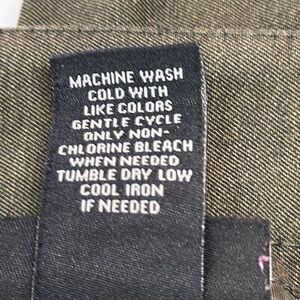 MACHINE WASH
COLD WITH
LIKE COLORS
GENTLE CYCLE
ONLY NON-
CHLORINE BLEACH
WHEN NEEDED
TUMBLE DRY LOW
COOL IRON
IF NEEDED